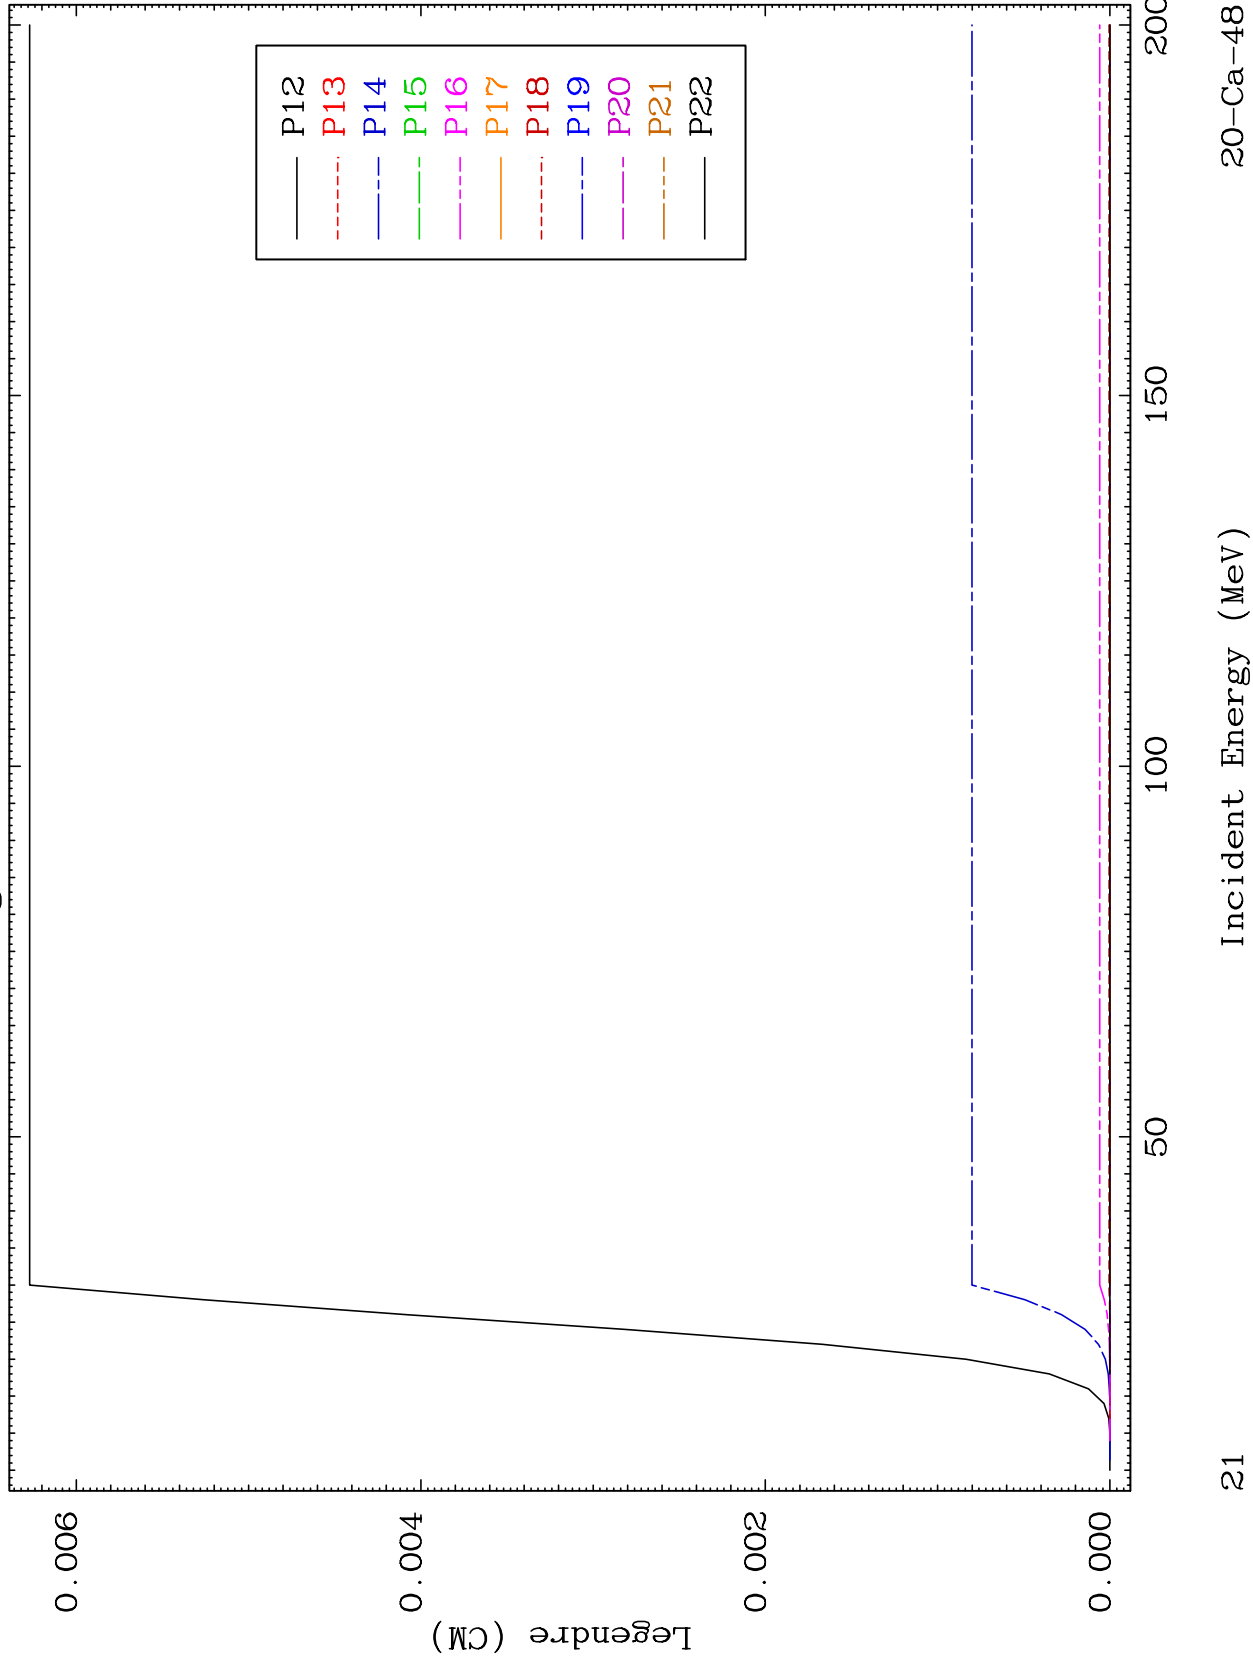 P12
P13
P14
P15
P16
P17
P18
P19
P20
P21
P22
Legendre (CM)
0.006
0.004
0.002
0.000
50
100
150
200
Incident Energy (MeV)
21
20-Ca-48